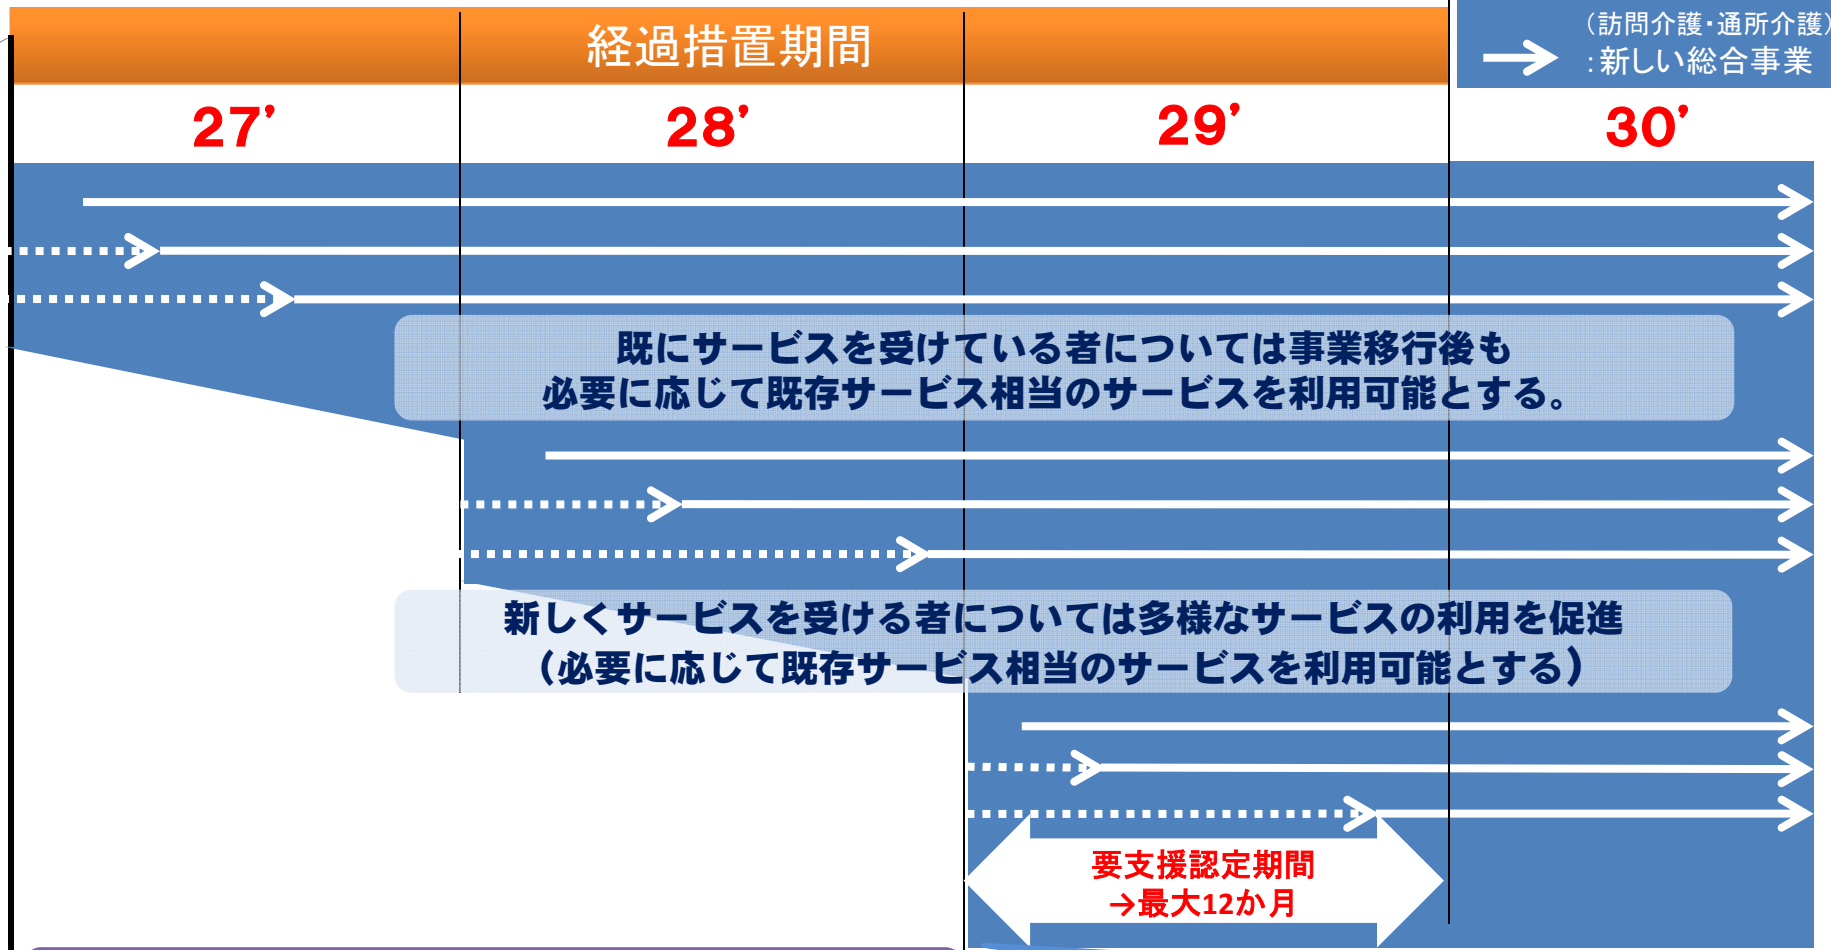 経過措置期間
（訪問介護・通所介護）
：新しい総合事業
27’
28’
29’
30’
既にサービスを受けている者については事業移行後も
必要に応じて既存サービス相当のサービスを利用可能とする。
新しくサービスを受ける者については多様なサービスの利用を促進
（必要に応じて既存サービス相当のサービスを利用可能とする）
要支援認定期間
→最大12か月